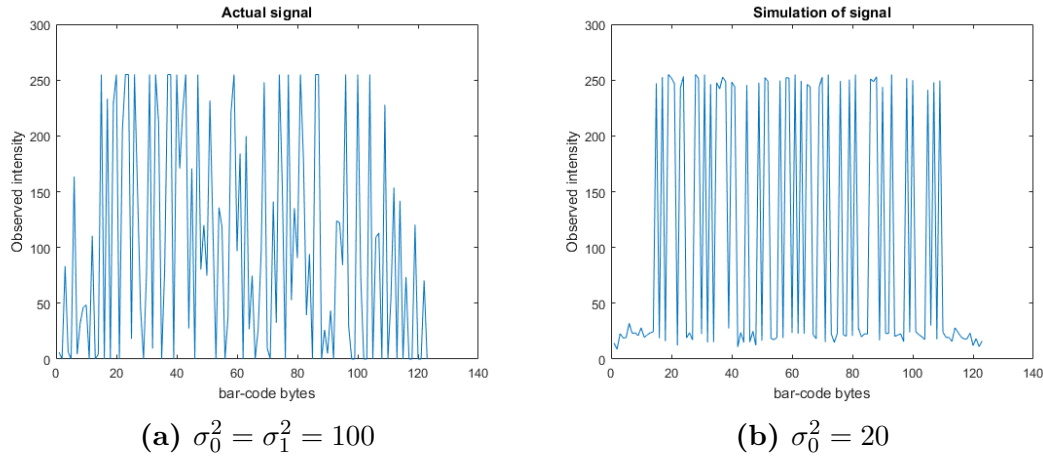 Actual signal
300
250
200
150
100
50
0
0 20 40 60 80 100 120 140
Observed intensity
bar-code bytes
(a) σ₀² = σ₁² = 100
Simulation of signal
300
250
200
150
100
50
0
0 20 40 60 80 100 120 140
Observed intensity
bar-code bytes
(b) σ₀² = 20